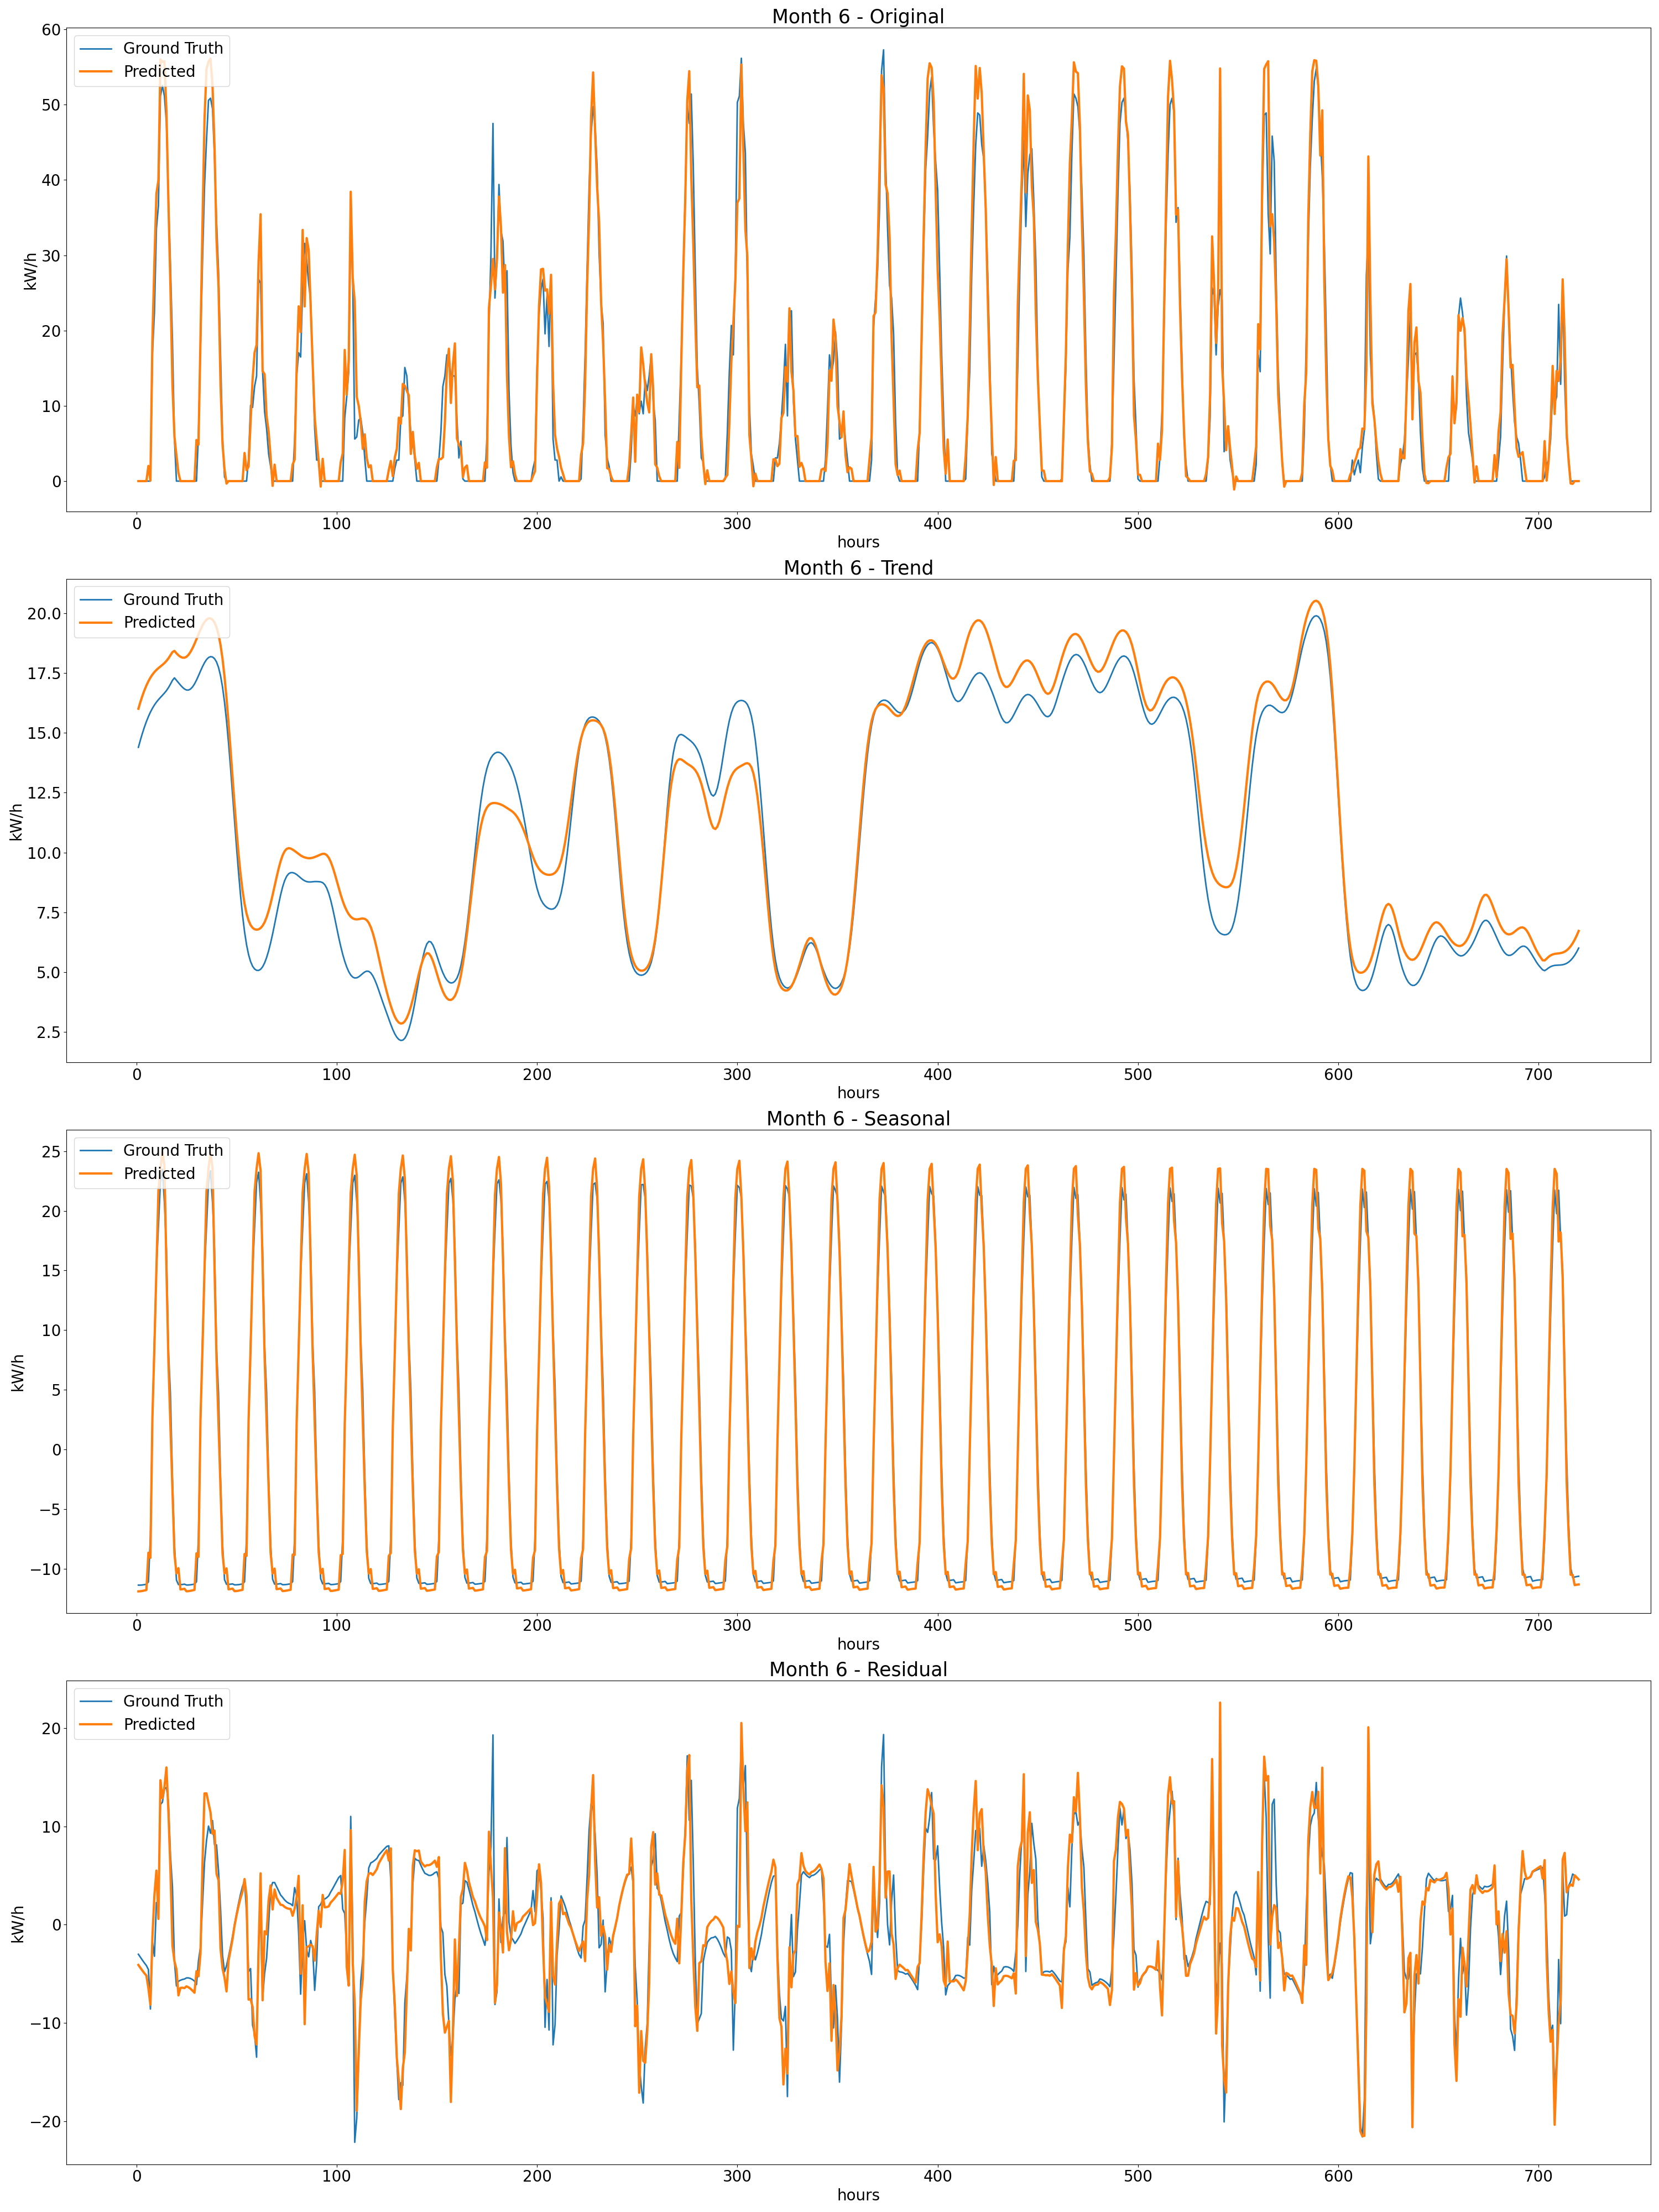 Month 6 - Original
Ground Truth
Predicted
60
50
40
30
20
10
0
kW/h
0 100 200 300 400 500 600 700
hours
Month 6 - Trend
Ground Truth
Predicted
20.0
17.5
15.0
12.5
10.0
7.5
5.0
2.5
kW/h
0 100 200 300 400 500 600 700
hours
Month 6 - Seasonal
Ground Truth
Predicted
25
20
15
10
5
0
−5
−10
kW/h
0 100 200 300 400 500 600 700
hours
Month 6 - Residual
Ground Truth
Predicted
20
10
0
−10
−20
kW/h
0 100 200 300 400 500 600 700
hours